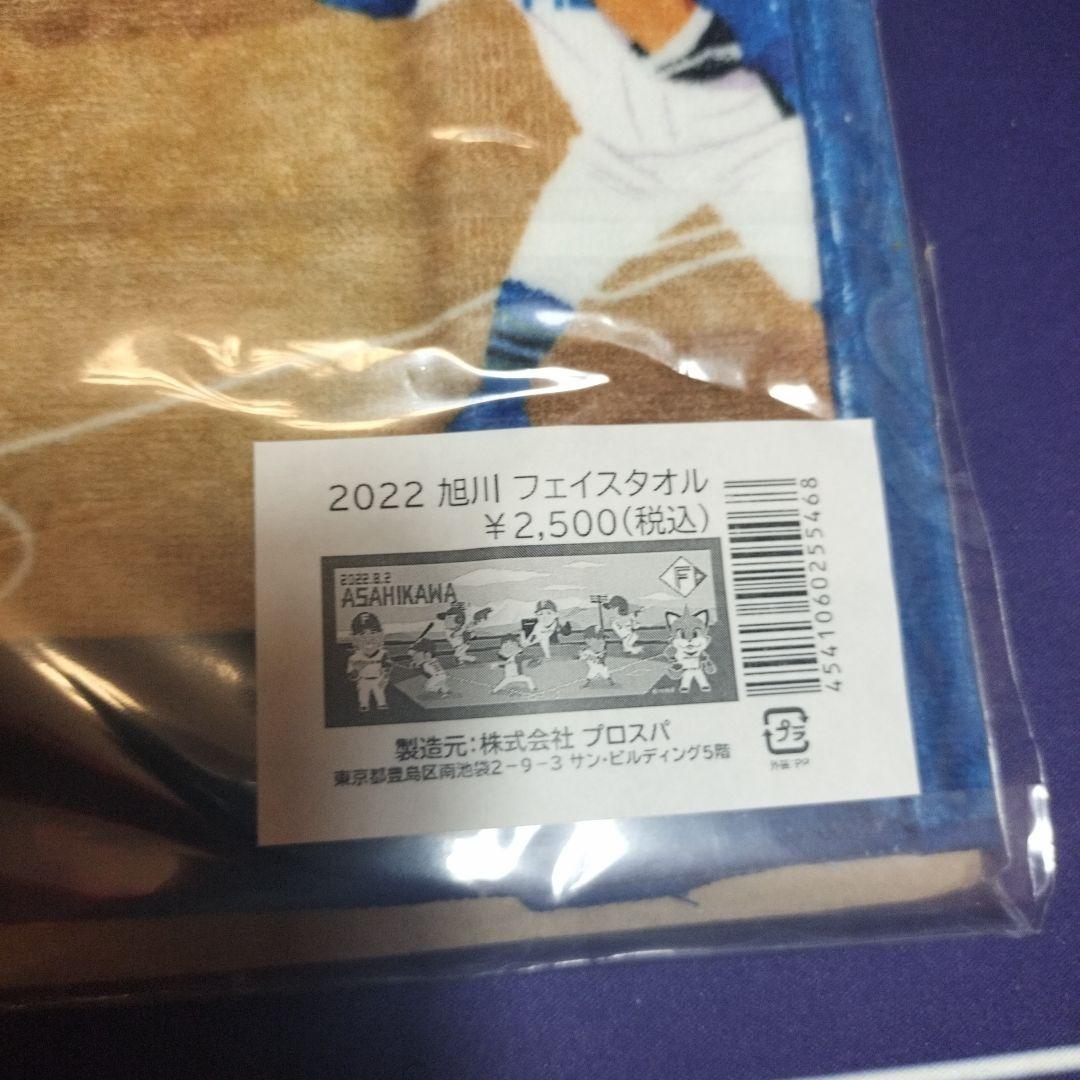 2022 旭川 フェイスタオル
¥2,500(税込)
2022.8.2
ASAHIKAWA
F
4541060255468
製造元:株式会社 プロスパ
東京都豊島区南池袋2-9-3 サン・ビルディング5階
プラ
外装:PP